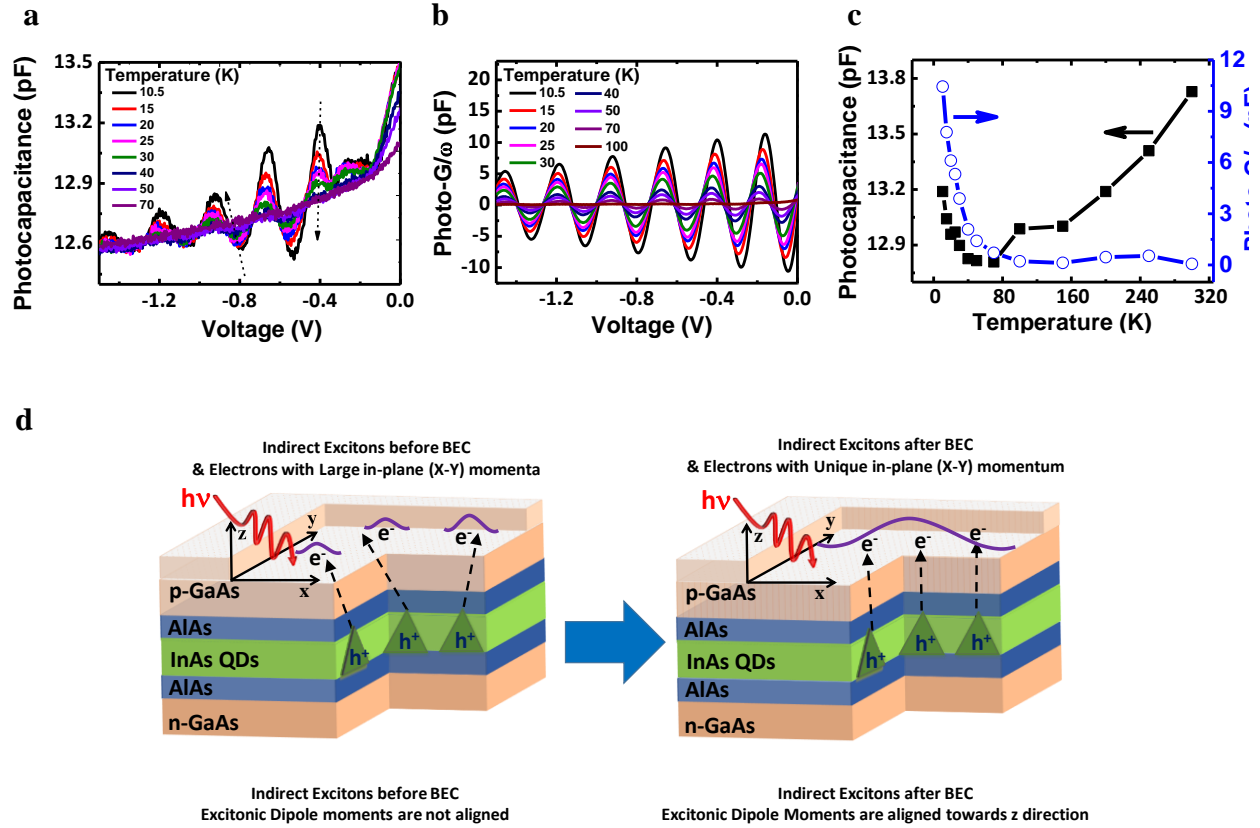 a
13.5
13.2
12.9
12.6
Photocapacitance (pF)
Temperature (K)
10.5
15
20
25
30
40
50
70
-1.2
-0.8
-0.4
0.0
Voltage (V)
b
20
15
10
5
0
-5
-10
Photo-G/ω (pF)
Temperature (K)
10.5
15
20
25
30
40
50
70
100
-1.2
-0.8
-0.4
0.0
Voltage (V)
c
13.8
13.5
13.2
12.9
Photocapacitance (pF)
12
9
6
3
0
0
80
160
240
320
Temperature (K)
d
Indirect Excitons before BEC
& Electrons with Large in-plane (X-Y) momenta
hν
z
y
x
e-
e-
e-
p-GaAs
AlAs
InAs QDs
AlAs
n-GaAs
h+
h+
h+
Indirect Excitons before BEC
Excitonic Dipole moments are not aligned
Indirect Excitons after BEC
& Electrons with Unique in-plane (X-Y) momentum
hν
z
y
x
e-
e-
e-
p-GaAs
AlAs
InAs QDs
AlAs
n-GaAs
h+
h+
h+
Indirect Excitons after BEC
Excitonic Dipole Moments are aligned towards z direction